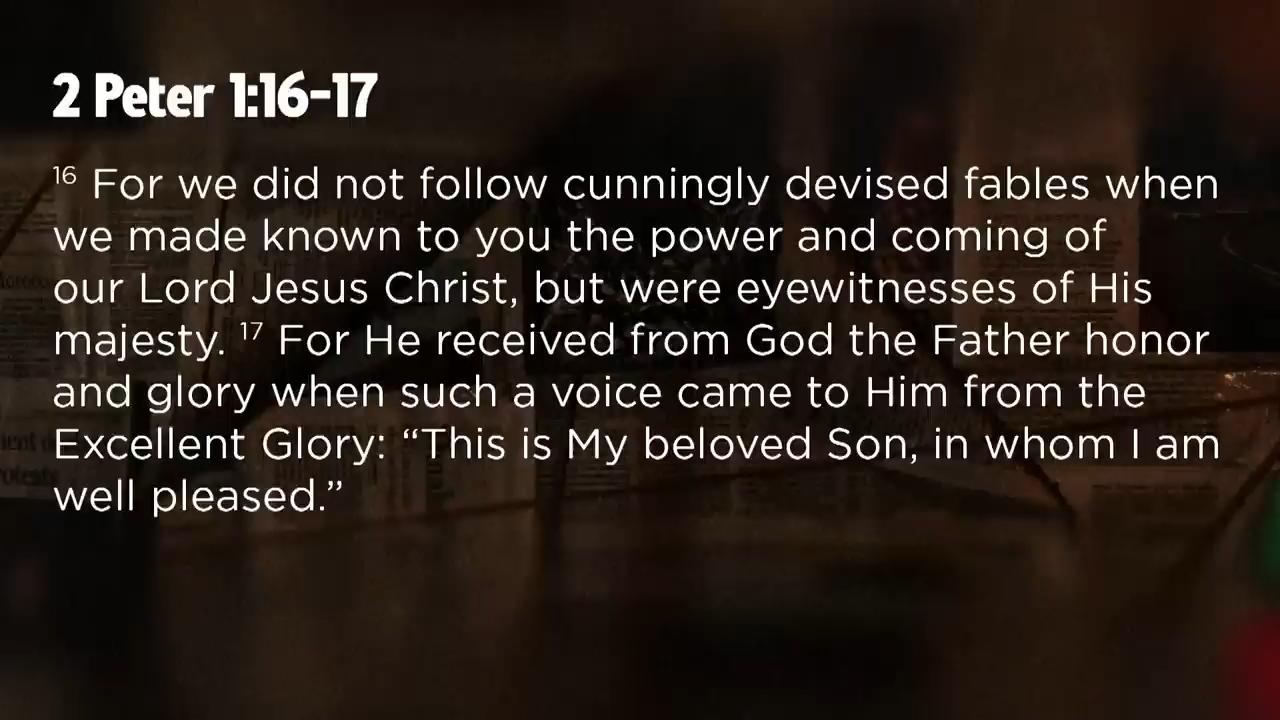 2 Peter 1:16-17
16 For we did not follow cunningly devised fables when
we made known to you the power and coming of
our Lord Jesus Christ, but were eyewitnesses of His
majesty. 17 For He received from God the Father honor
and glory when such a voice came to Him from the
Excellent Glory: “This is My beloved Son, in whom I am
well pleased.”